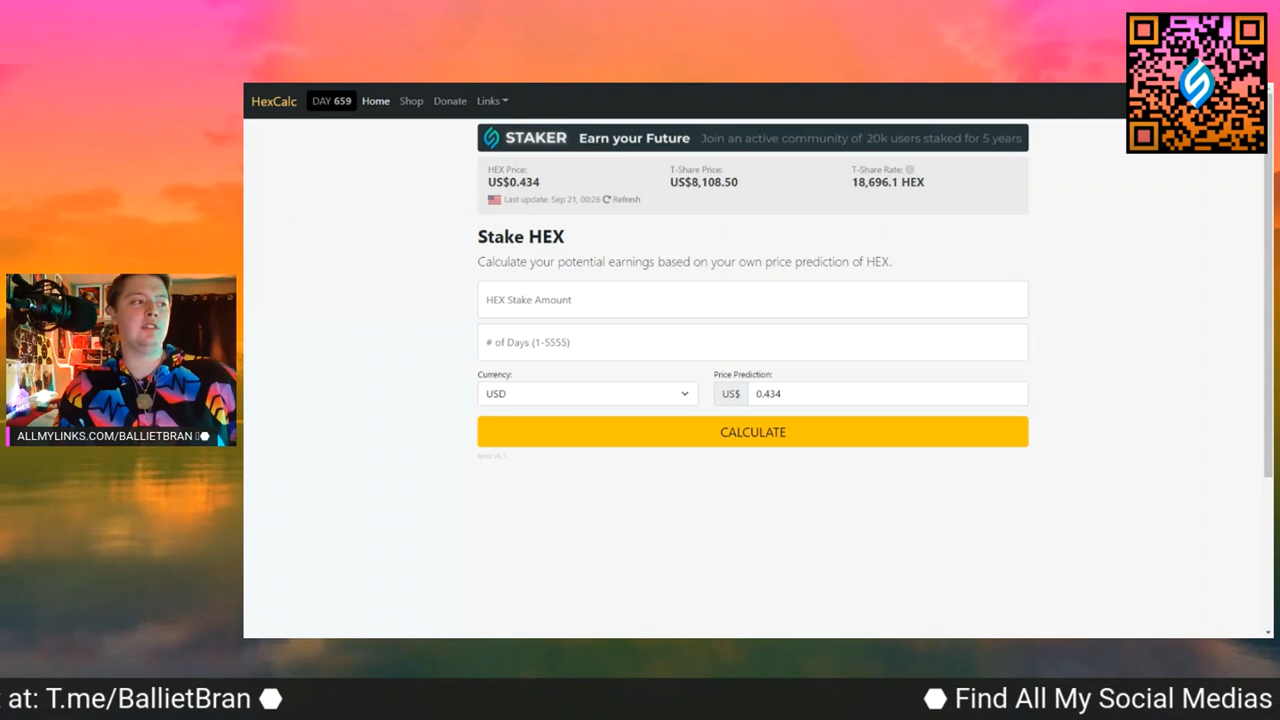 HexCalc DAY 659 Home Shop Donate Links
STAKER Earn your Future Join an active community of 20k users staked for 5 years
HEX Price: T-Share Price: T-Share Rate:
US$0.434 US$8,108.50 18,696.1 HEX
Last update: Sep 21, 00:26 Refresh
Stake HEX
Calculate your potential earnings based on your own price prediction of HEX.
HEX Stake Amount
# of Days (1-5555)
Currency: Price Prediction:
USD US$ 0.434
CALCULATE
ALLMYLINKS.COM/BALLIETBRAN
at: T.me/BallietBran Find All My Social Medias